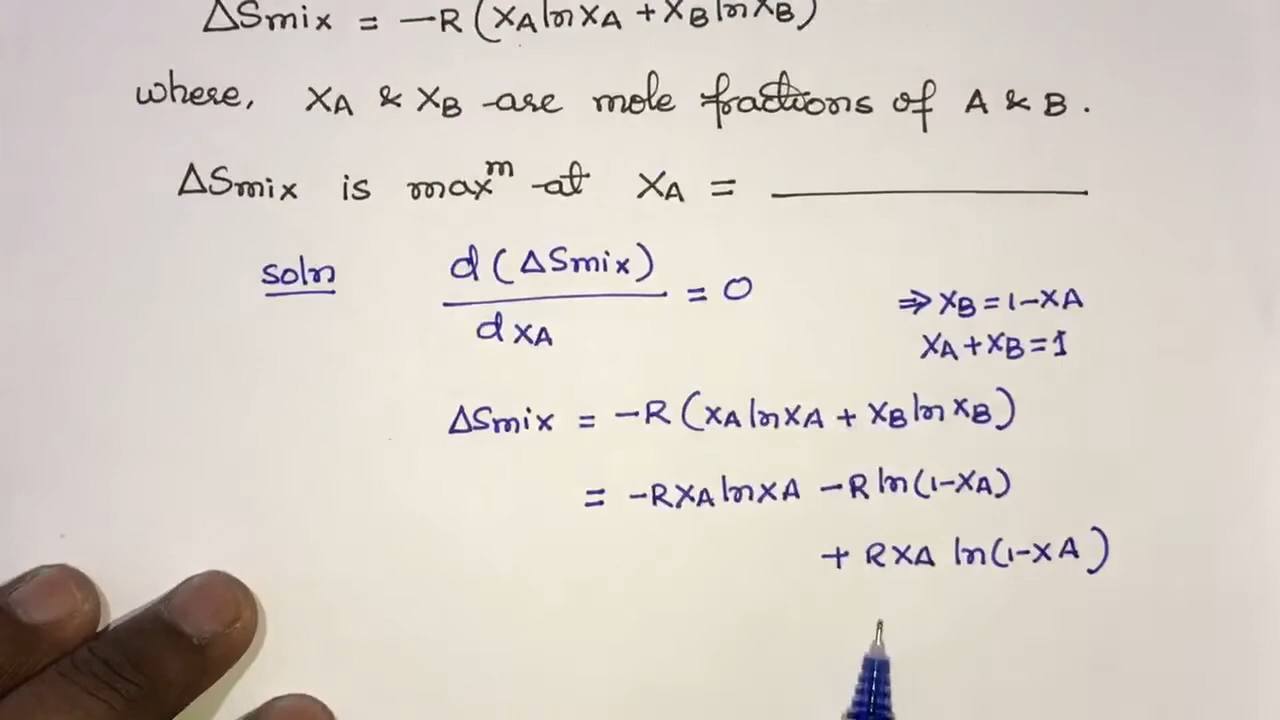 ΔSmix = -R (XA ln XA + XB ln XB)
where, XA & XB are mole fractions of A & B.
ΔSmix is maxᵐ at XA = ________
soln d(ΔSmix)/dXA = 0
⇒ XB = 1-XA
XA + XB = 1
ΔSmix = -R (XA ln XA + XB ln XB)
= -RXA ln XA - R ln(1-XA)
+ RXA ln(1-XA)